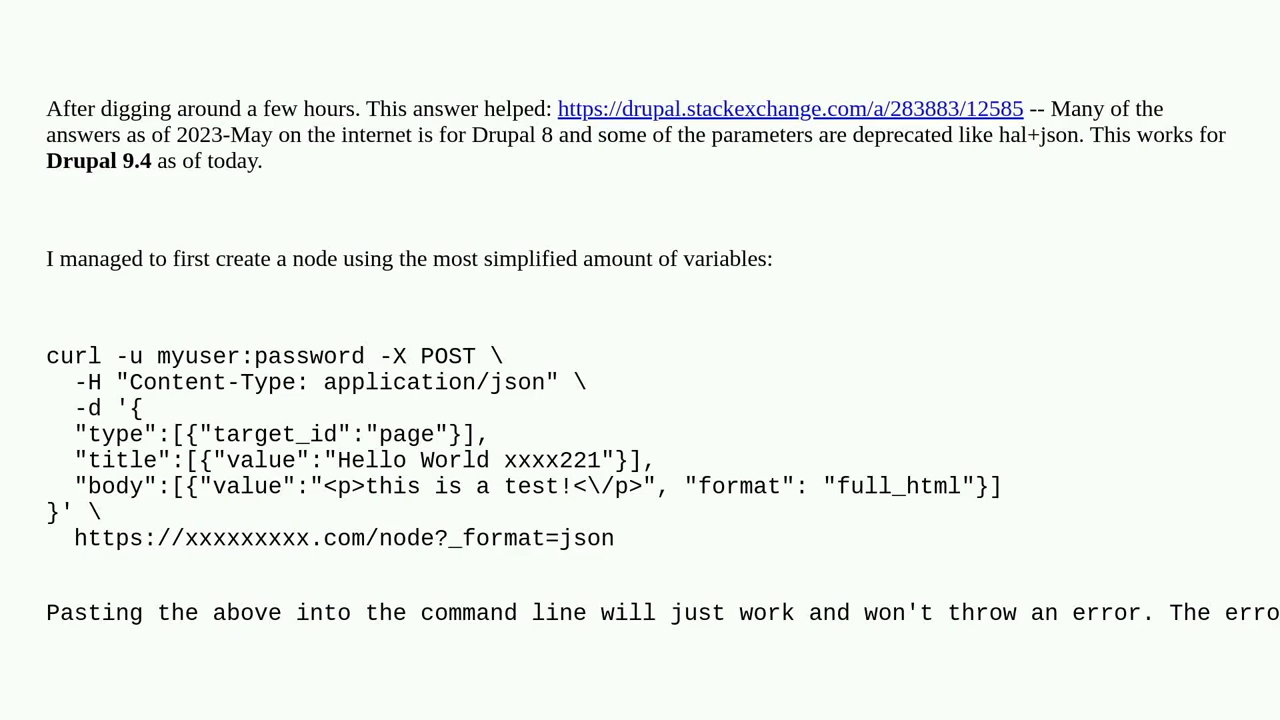 After digging around a few hours. This answer helped: https://drupal.stackexchange.com/a/283883/12585 -- Many of the
answers as of 2023-May on the internet is for Drupal 8 and some of the parameters are deprecated like hal+json. This works for
Drupal 9.4 as of today.
I managed to first create a node using the most simplified amount of variables:
curl -u myuser:password -X POST \
  -H "Content-Type: application/json" \
  -d '{
  "type":[{"target_id":"page"}],
  "title":[{"value":"Hello World xxxx221"}],
  "body":[{"value":"<p>this is a test!<\/p>", "format": "full_html"}]
}' \
  https://xxxxxxxxx.com/node?_format=json
Pasting the above into the command line will just work and won't throw an error. The erro